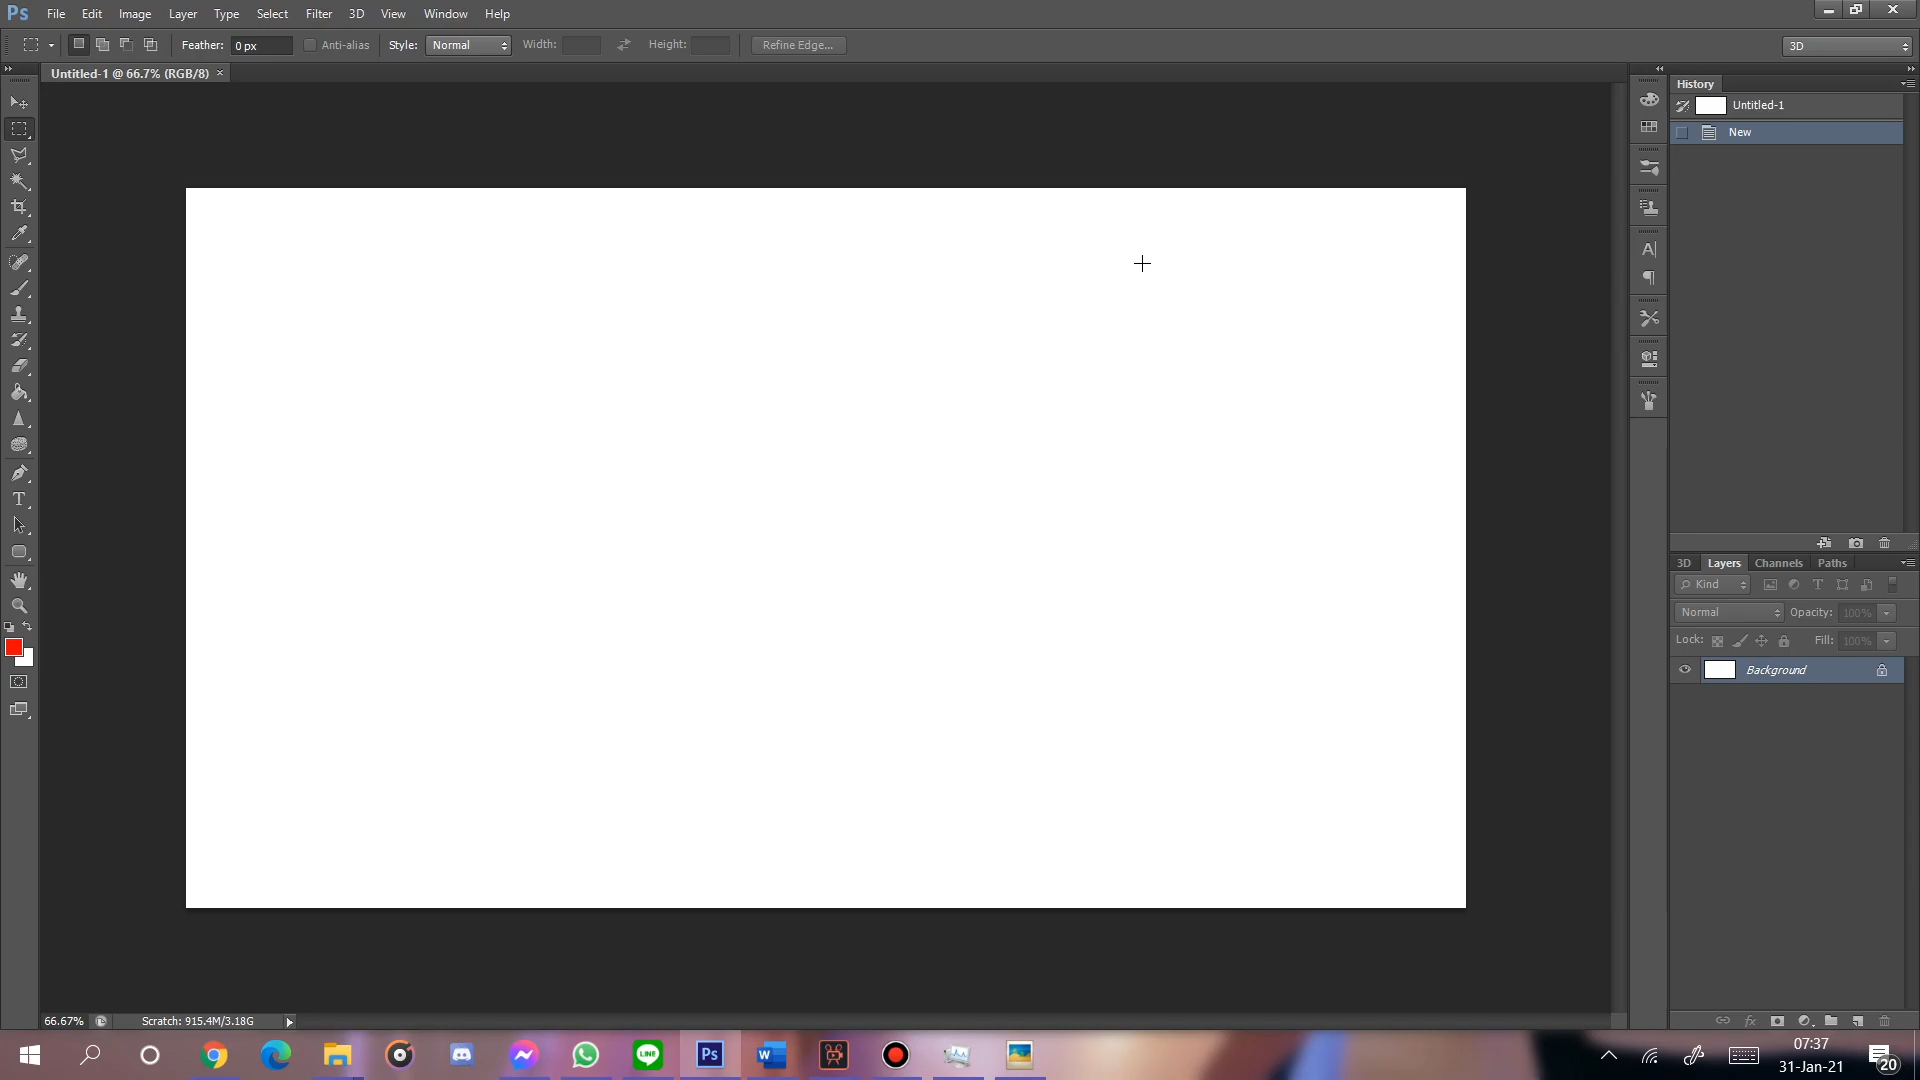 Ps File Edit Image Layer Type Select Filter 3D View Window Help
Feather: 0 px Anti-alias Style: Normal Width: Height: Refine Edge... 3D
Untitled-1 @ 66.7% (RGB/8) ×
History
Untitled-1
New
3D Layers Channels Paths
Kind
Normal Opacity: 100%
Lock: Fill: 100%
Background
66.67% Scratch: 915.4M/3.18G
Ps W LINE
07:37
31-Jan-21
20